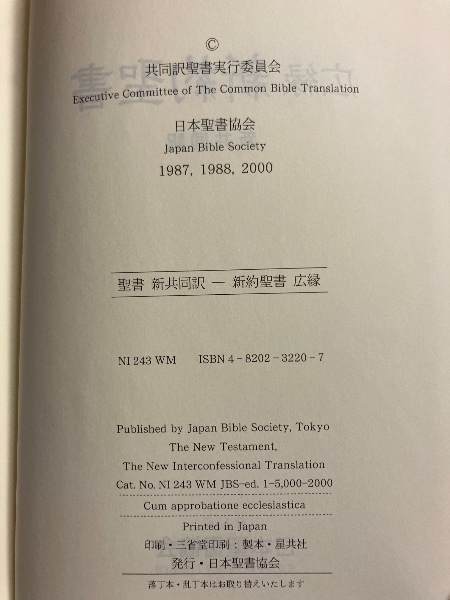 ©
共同訳聖書実行委員会
Executive Committee of The Common Bible Translation
日本聖書協会
Japan Bible Society
1987, 1988, 2000
聖書 新共同訳 — 新約聖書 広縁
NI 243 WM ISBN 4-8202-3220-7
Published by Japan Bible Society, Tokyo
The New Testament,
The New Interconfessional Translation
Cat. No. NI 243 WM JBS-ed. 1-5,000-2000
Cum approbatione ecclesiastica
Printed in Japan
印刷・三省堂印刷：製本・星共社
発行・日本聖書協会
落丁本・乱丁本はお取り替えいたします